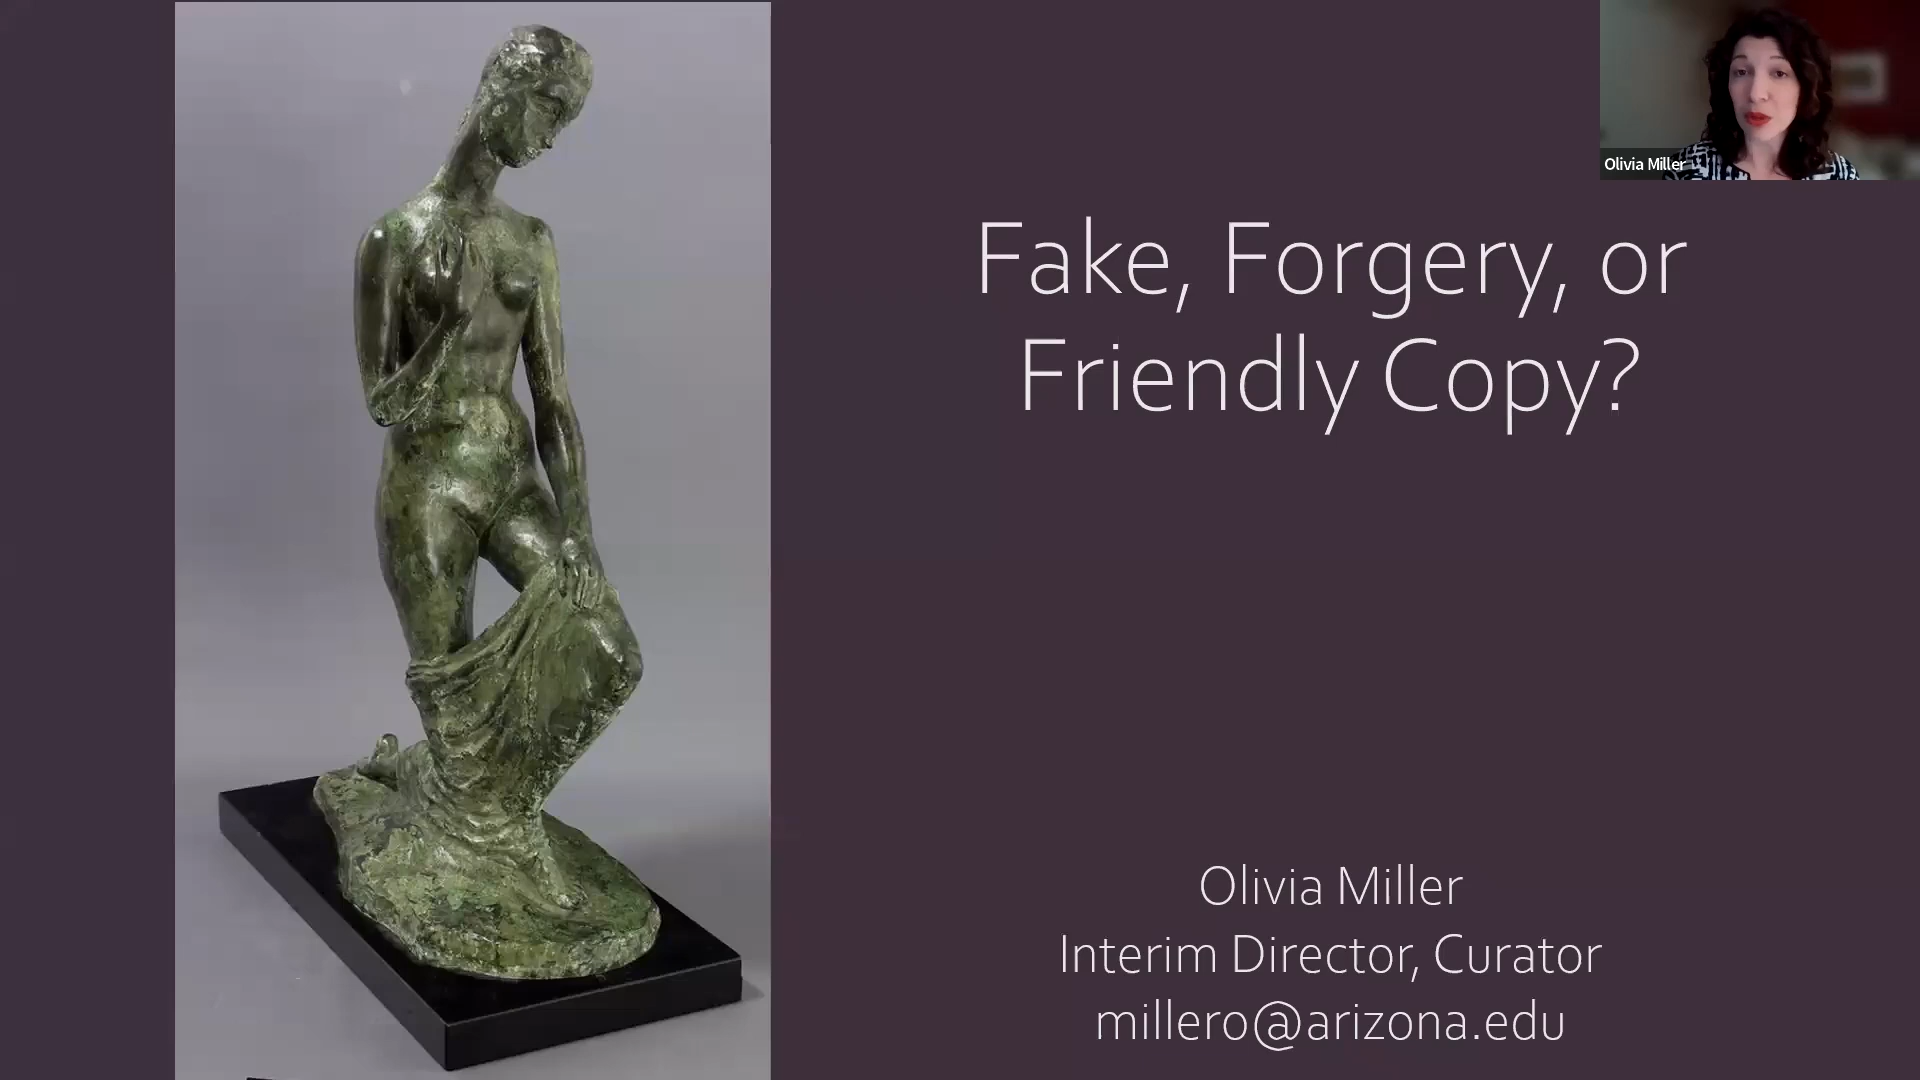 Olivia Miller
Fake, Forgery, or
Friendly Copy?
Olivia Miller
Interim Director, Curator
millero@arizona.edu